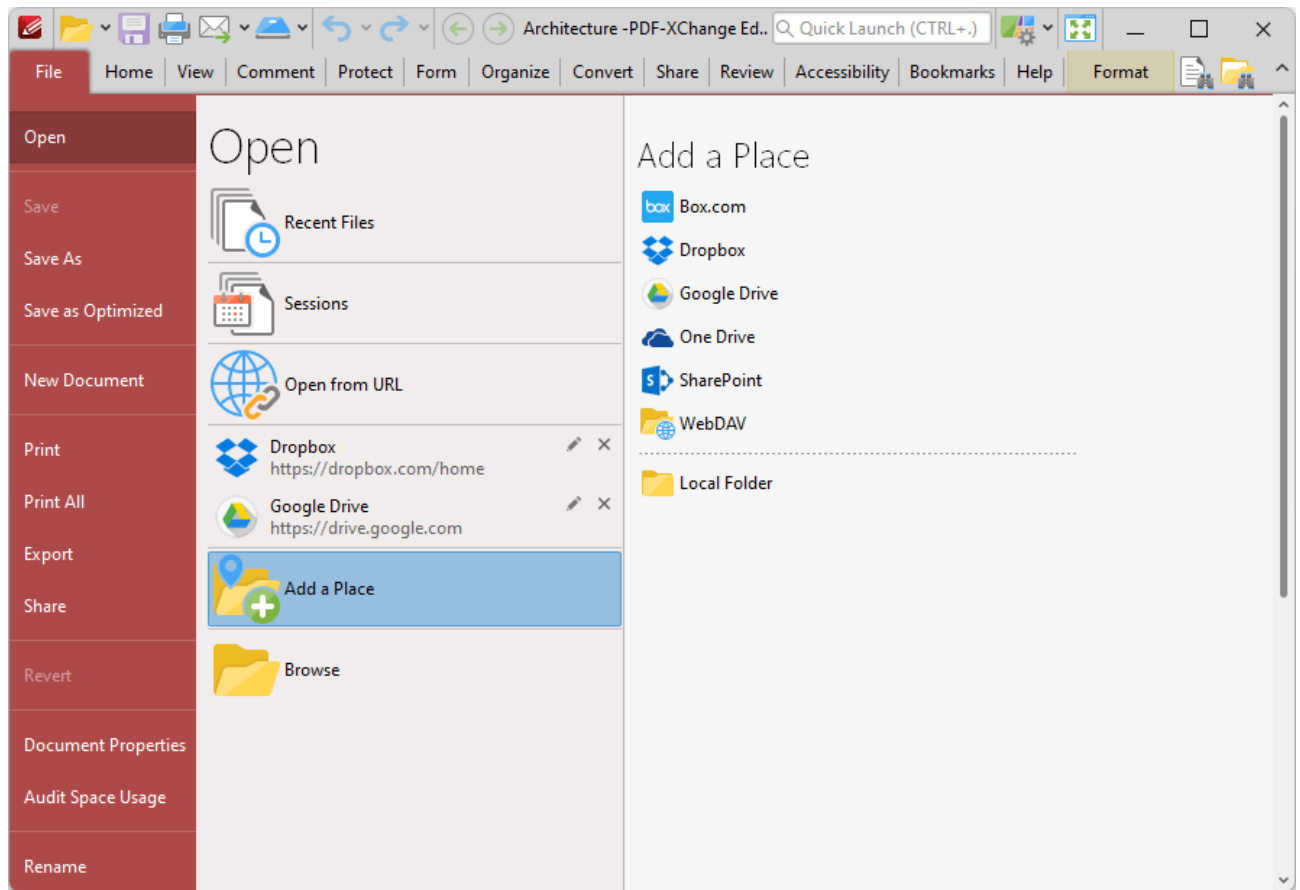 Architecture -PDF-XChange Ed..
Quick Launch (CTRL+.)
File
Home
View
Comment
Protect
Form
Organize
Convert
Share
Review
Accessibility
Bookmarks
Help
Format
Open
Save
Save As
Save as Optimized
New Document
Print
Print All
Export
Share
Revert
Document Properties
Audit Space Usage
Rename
Open
Recent Files
Sessions
Open from URL
Dropbox
https://dropbox.com/home
Google Drive
https://drive.google.com
Add a Place
Browse
Add a Place
box Box.com
Dropbox
Google Drive
One Drive
S SharePoint
WebDAV
Local Folder